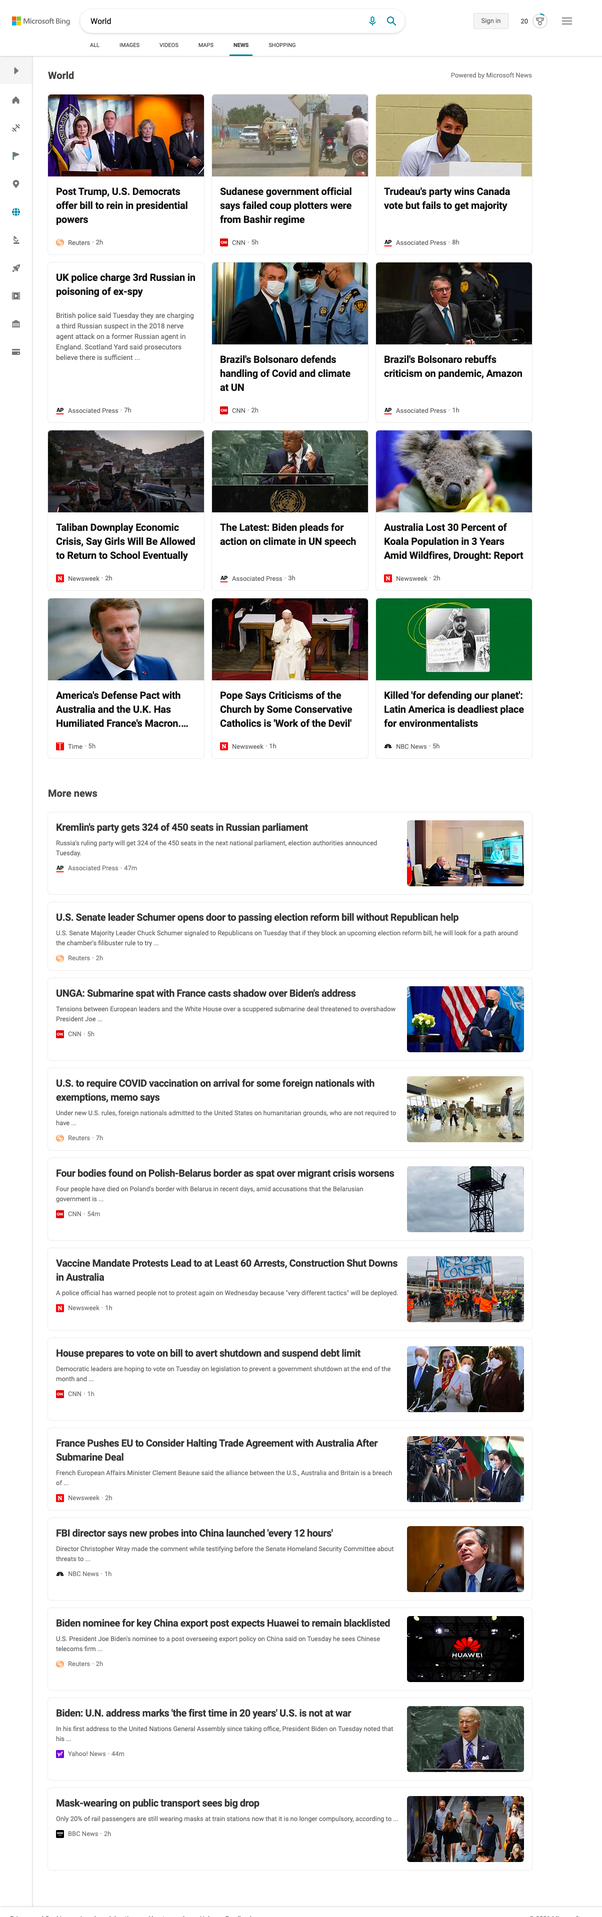 Microsoft Bing
World
Sign in
20
ALL IMAGES VIDEOS MAPS NEWS SHOPPING
World
Powered by Microsoft News
Post Trump, U.S. Democrats
offer bill to rein in presidential
powers
Reuters · 2h
Sudanese government official
says failed coup plotters were
from Bashir regime
CNN · 5h
Trudeau's party wins Canada
vote but fails to get majority
AP Associated Press · 8h
UK police charge 3rd Russian in
poisoning of ex-spy
British police said Tuesday they are charging
a third Russian suspect in the 2018 nerve
agent attack on a former Russian agent in
England. Scotland Yard said prosecutors
believe there is sufficient ...
AP Associated Press · 7h
Brazil's Bolsonaro defends
handling of Covid and climate
at UN
CNN · 2h
Brazil's Bolsonaro rebuffs
criticism on pandemic, Amazon
AP Associated Press · 1h
Taliban Downplay Economic
Crisis, Say Girls Will Be Allowed
to Return to School Eventually
N Newsweek · 2h
The Latest: Biden pleads for
action on climate in UN speech
AP Associated Press · 3h
Australia Lost 30 Percent of
Koala Population in 3 Years
Amid Wildfires, Drought: Report
N Newsweek · 2h
America's Defense Pact with
Australia and the U.K. Has
Humiliated France's Macron....
T Time · 5h
Pope Says Criticisms of the
Church by Some Conservative
Catholics is 'Work of the Devil'
N Newsweek · 1h
Killed 'for defending our planet':
Latin America is deadliest place
for environmentalists
NBC News · 5h
More news
Kremlin's party gets 324 of 450 seats in Russian parliament
Russia's ruling party will get 324 of the 450 seats in the next national parliament, election authorities announced
Tuesday.
AP Associated Press · 47m
U.S. Senate leader Schumer opens door to passing election reform bill without Republican help
U.S. Senate Majority Leader Chuck Schumer signaled to Republicans on Tuesday that if they block an upcoming election reform bill, he will look for a path around
the chamber's filibuster rule to try ...
Reuters · 2h
UNGA: Submarine spat with France casts shadow over Biden's address
Tensions between European leaders and the White House over a scuppered submarine deal threatened to overshadow
President Joe ...
CNN · 5h
U.S. to require COVID vaccination on arrival for some foreign nationals with
exemptions, memo says
Under new U.S. rules, foreign nationals admitted to the United States on humanitarian grounds, who are not required to
have ...
Reuters · 7h
Four bodies found on Polish-Belarus border as spat over migrant crisis worsens
Four people have died on Poland's border with Belarus in recent days, amid accusations that the Belarusian
government is ...
CNN · 54m
Vaccine Mandate Protests Lead to at Least 60 Arrests, Construction Shut Downs
in Australia
A police official has warned people not to protest again on Wednesday because "very different tactics" will be deployed.
N Newsweek · 1h
WE DO NOT
CONSENT
House prepares to vote on bill to avert shutdown and suspend debt limit
Democratic leaders are hoping to vote on Tuesday on legislation to prevent a government shutdown at the end of the
month and ...
CNN · 1h
France Pushes EU to Consider Halting Trade Agreement with Australia After
Submarine Deal
French European Affairs Minister Clement Beaune said the alliance between the U.S., Australia and Britain is a breach
of ...
N Newsweek · 2h
FBI director says new probes into China launched 'every 12 hours'
Director Christopher Wray made the comment while testifying before the Senate Homeland Security Committee about
threats to ...
NBC News · 1h
Biden nominee for key China export post expects Huawei to remain blacklisted
U.S. President Joe Biden's nominee to a post overseeing export policy on China said on Tuesday he sees Chinese
telecoms firm ...
Reuters · 2h
HUAWEI
Biden: U.N. address marks 'the first time in 20 years' U.S. is not at war
In his first address to the United Nations General Assembly since taking office, President Biden on Tuesday noted that
his ...
Yahoo! News · 44m
Mask-wearing on public transport sees big drop
Only 20% of rail passengers are still wearing masks at train stations now that it is no longer compulsory, according to ...
BBC News · 2h